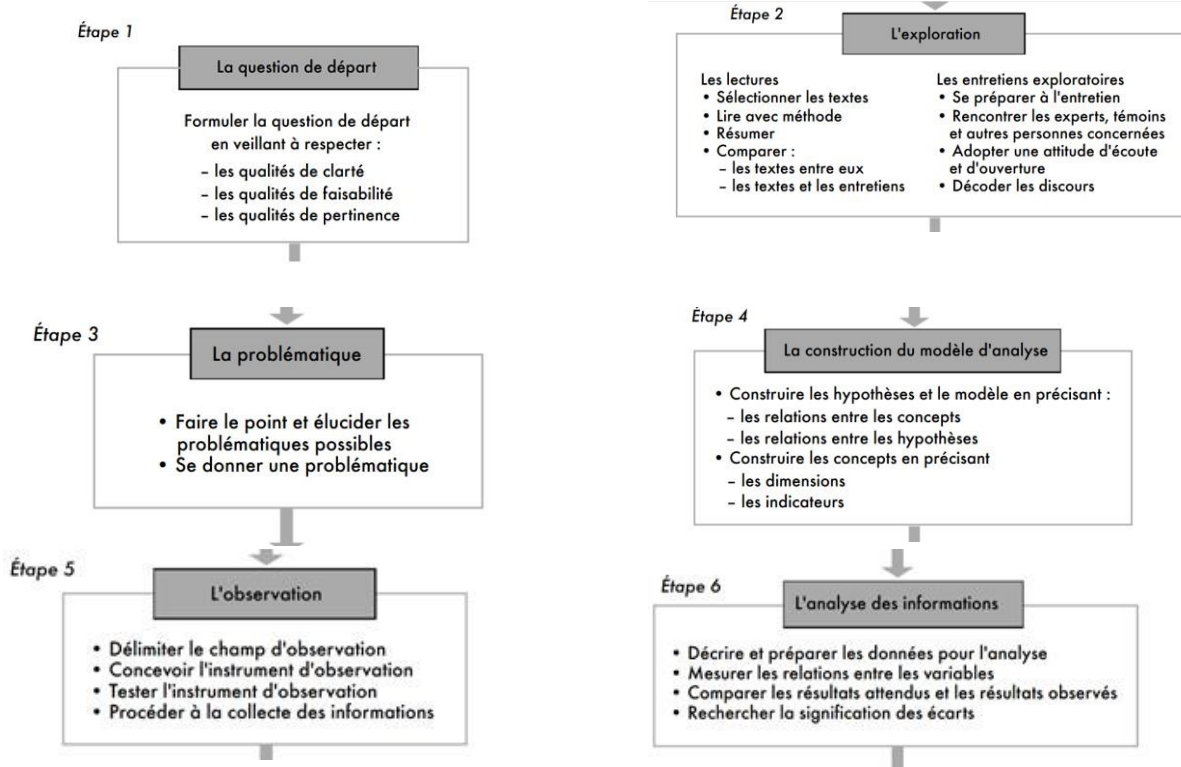 Étape 1
La question de départ
Formuler la question de départ
en veillant à respecter :
– les qualités de clarté
– les qualités de faisabilité
– les qualités de pertinence
Étape 2
L'exploration
Les lectures
• Sélectionner les textes
• Lire avec méthode
• Résumer
• Comparer :
– les textes entre eux
– les textes et les entretiens
Les entretiens exploratoires
• Se préparer à l'entretien
• Rencontrer les experts, témoins
et autres personnes concernées
• Adopter une attitude d'écoute
et d'ouverture
• Décoder les discours
Étape 3
La problématique
• Faire le point et élucider les
problématiques possibles
• Se donner une problématique
Étape 4
La construction du modèle d'analyse
• Construire les hypothèses et le modèle en précisant :
– les relations entre les concepts
– les relations entre les hypothèses
• Construire les concepts en précisant
– les dimensions
– les indicateurs
Étape 5
L'observation
• Délimiter le champ d'observation
• Concevoir l'instrument d'observation
• Tester l'instrument d'observation
• Procéder à la collecte des informations
Étape 6
L'analyse des informations
• Décrire et préparer les données pour l'analyse
• Mesurer les relations entre les variables
• Comparer les résultats attendus et les résultats observés
• Rechercher la signification des écarts